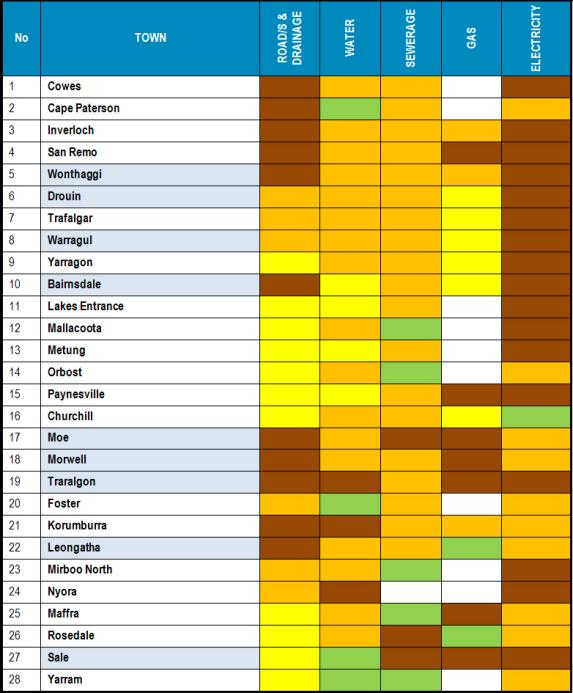 No TOWN ROAD/S & DRAINAGE WATER SEWERAGE GAS ELECTRICITY
1 Cowes
2 Cape Paterson
3 Inverloch
4 San Remo
5 Wonthaggi
6 Drouin
7 Trafalgar
8 Warragul
9 Yarragon
10 Bairnsdale
11 Lakes Entrance
12 Mallacoota
13 Metung
14 Orbost
15 Paynesville
16 Churchill
17 Moe
18 Morwell
19 Traralgon
20 Foster
21 Korumburra
22 Leongatha
23 Mirboo North
24 Nyora
25 Maffra
26 Rosedale
27 Sale
28 Yarram